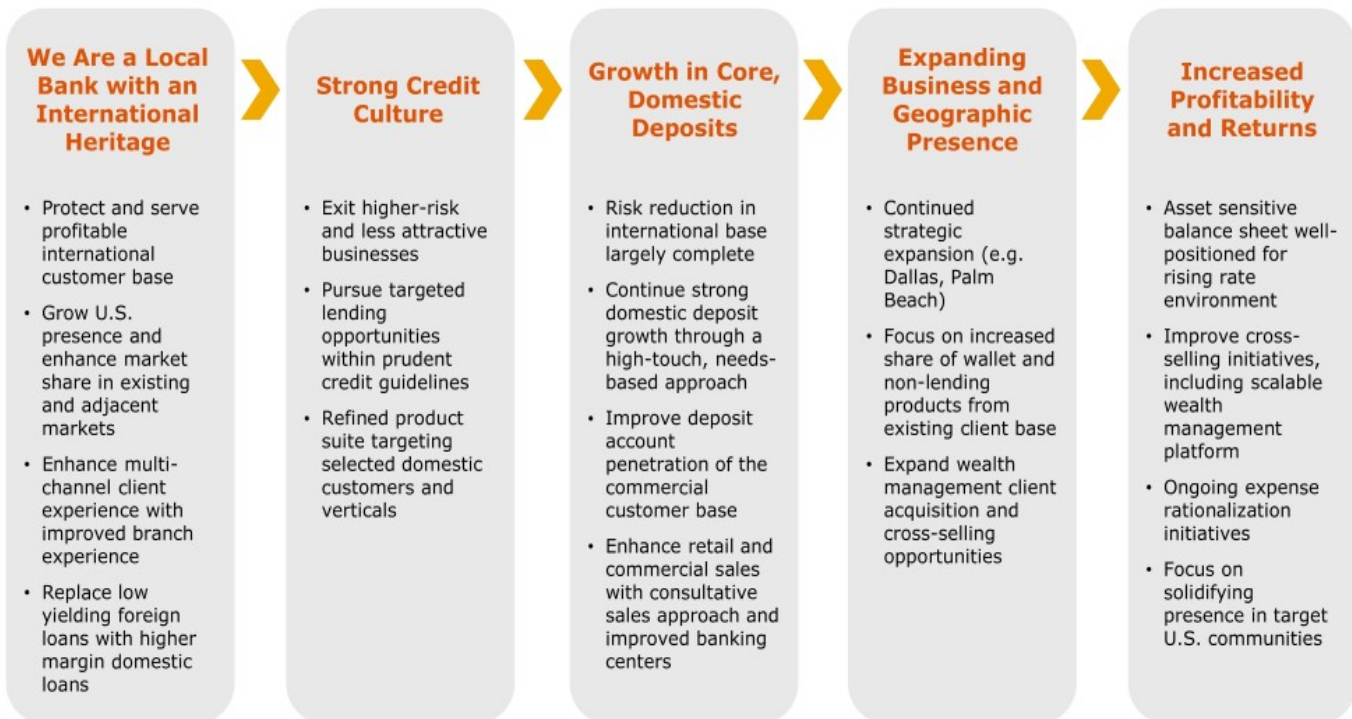 We Are a Local
Bank with an
International
Heritage
• Protect and serve
profitable
international
customer base
• Grow U.S.
presence and
enhance market
share in existing
and adjacent
markets
• Enhance multi-
channel client
experience with
improved branch
experience
• Replace low
yielding foreign
loans with higher
margin domestic
loans
Strong Credit
Culture
• Exit higher-risk
and less attractive
businesses
• Pursue targeted
lending
opportunities
within prudent
credit guidelines
• Refined product
suite targeting
selected domestic
customers and
verticals
Growth in Core,
Domestic
Deposits
• Risk reduction in
international base
largely complete
• Continue strong
domestic deposit
growth through a
high-touch, needs-
based approach
• Improve deposit
account
penetration of the
commercial
customer base
• Enhance retail and
commercial sales
with consultative
sales approach and
improved banking
centers
Expanding
Business and
Geographic
Presence
• Continued
strategic
expansion (e.g.
Dallas, Palm
Beach)
• Focus on increased
share of wallet and
non-lending
products from
existing client base
• Expand wealth
management client
acquisition and
cross-selling
opportunities
Increased
Profitability
and Returns
• Asset sensitive
balance sheet well-
positioned for
rising rate
environment
• Improve cross-
selling initiatives,
including scalable
wealth
management
platform
• Ongoing expense
rationalization
initiatives
• Focus on
solidifying
presence in target
U.S. communities